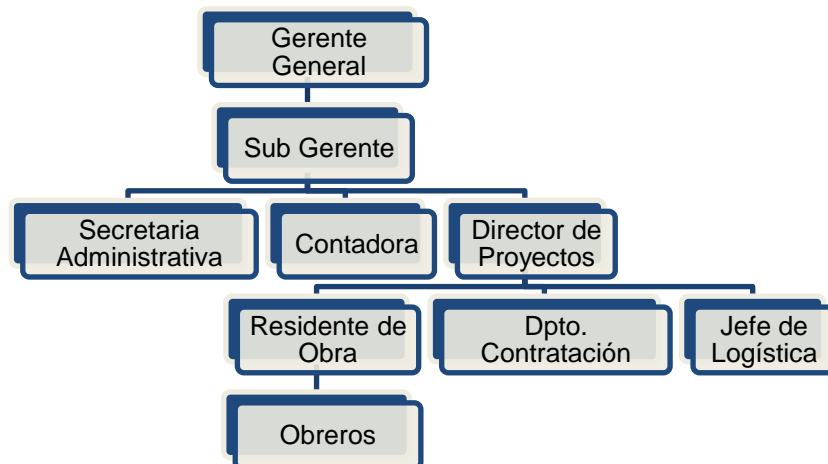 Gerente
General
Sub Gerente
Secretaria
Administrativa
Contadora
Director de
Proyectos
Residente de
Obra
Dpto.
Contratación
Jefe de
Logística
Obreros